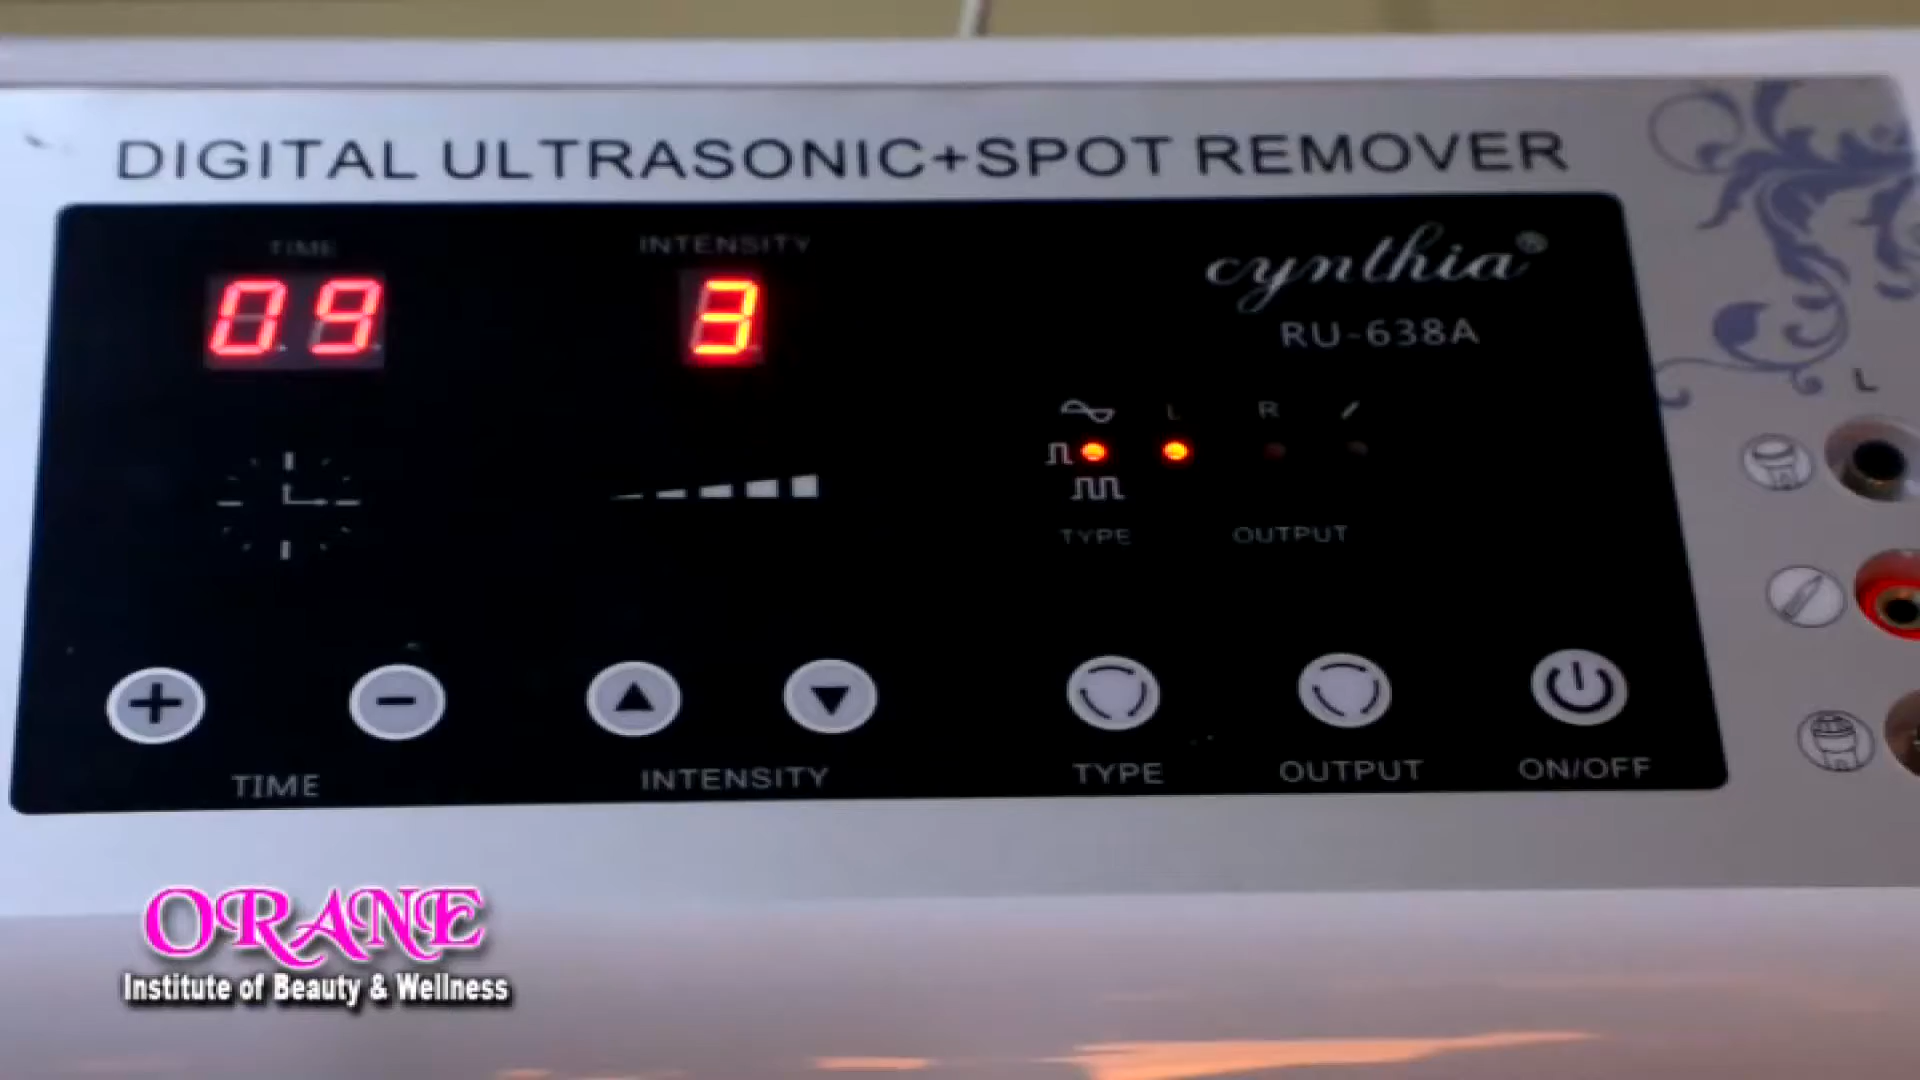 DIGITAL ULTRASONIC+SPOT REMOVER
TIME
INTENSITY
09
3
cynthia®
RU-638A
L R
TYPE
OUTPUT
L
+
-
TIME
INTENSITY
TYPE
OUTPUT
ON/OFF
ORANE
Institute of Beauty & Wellness